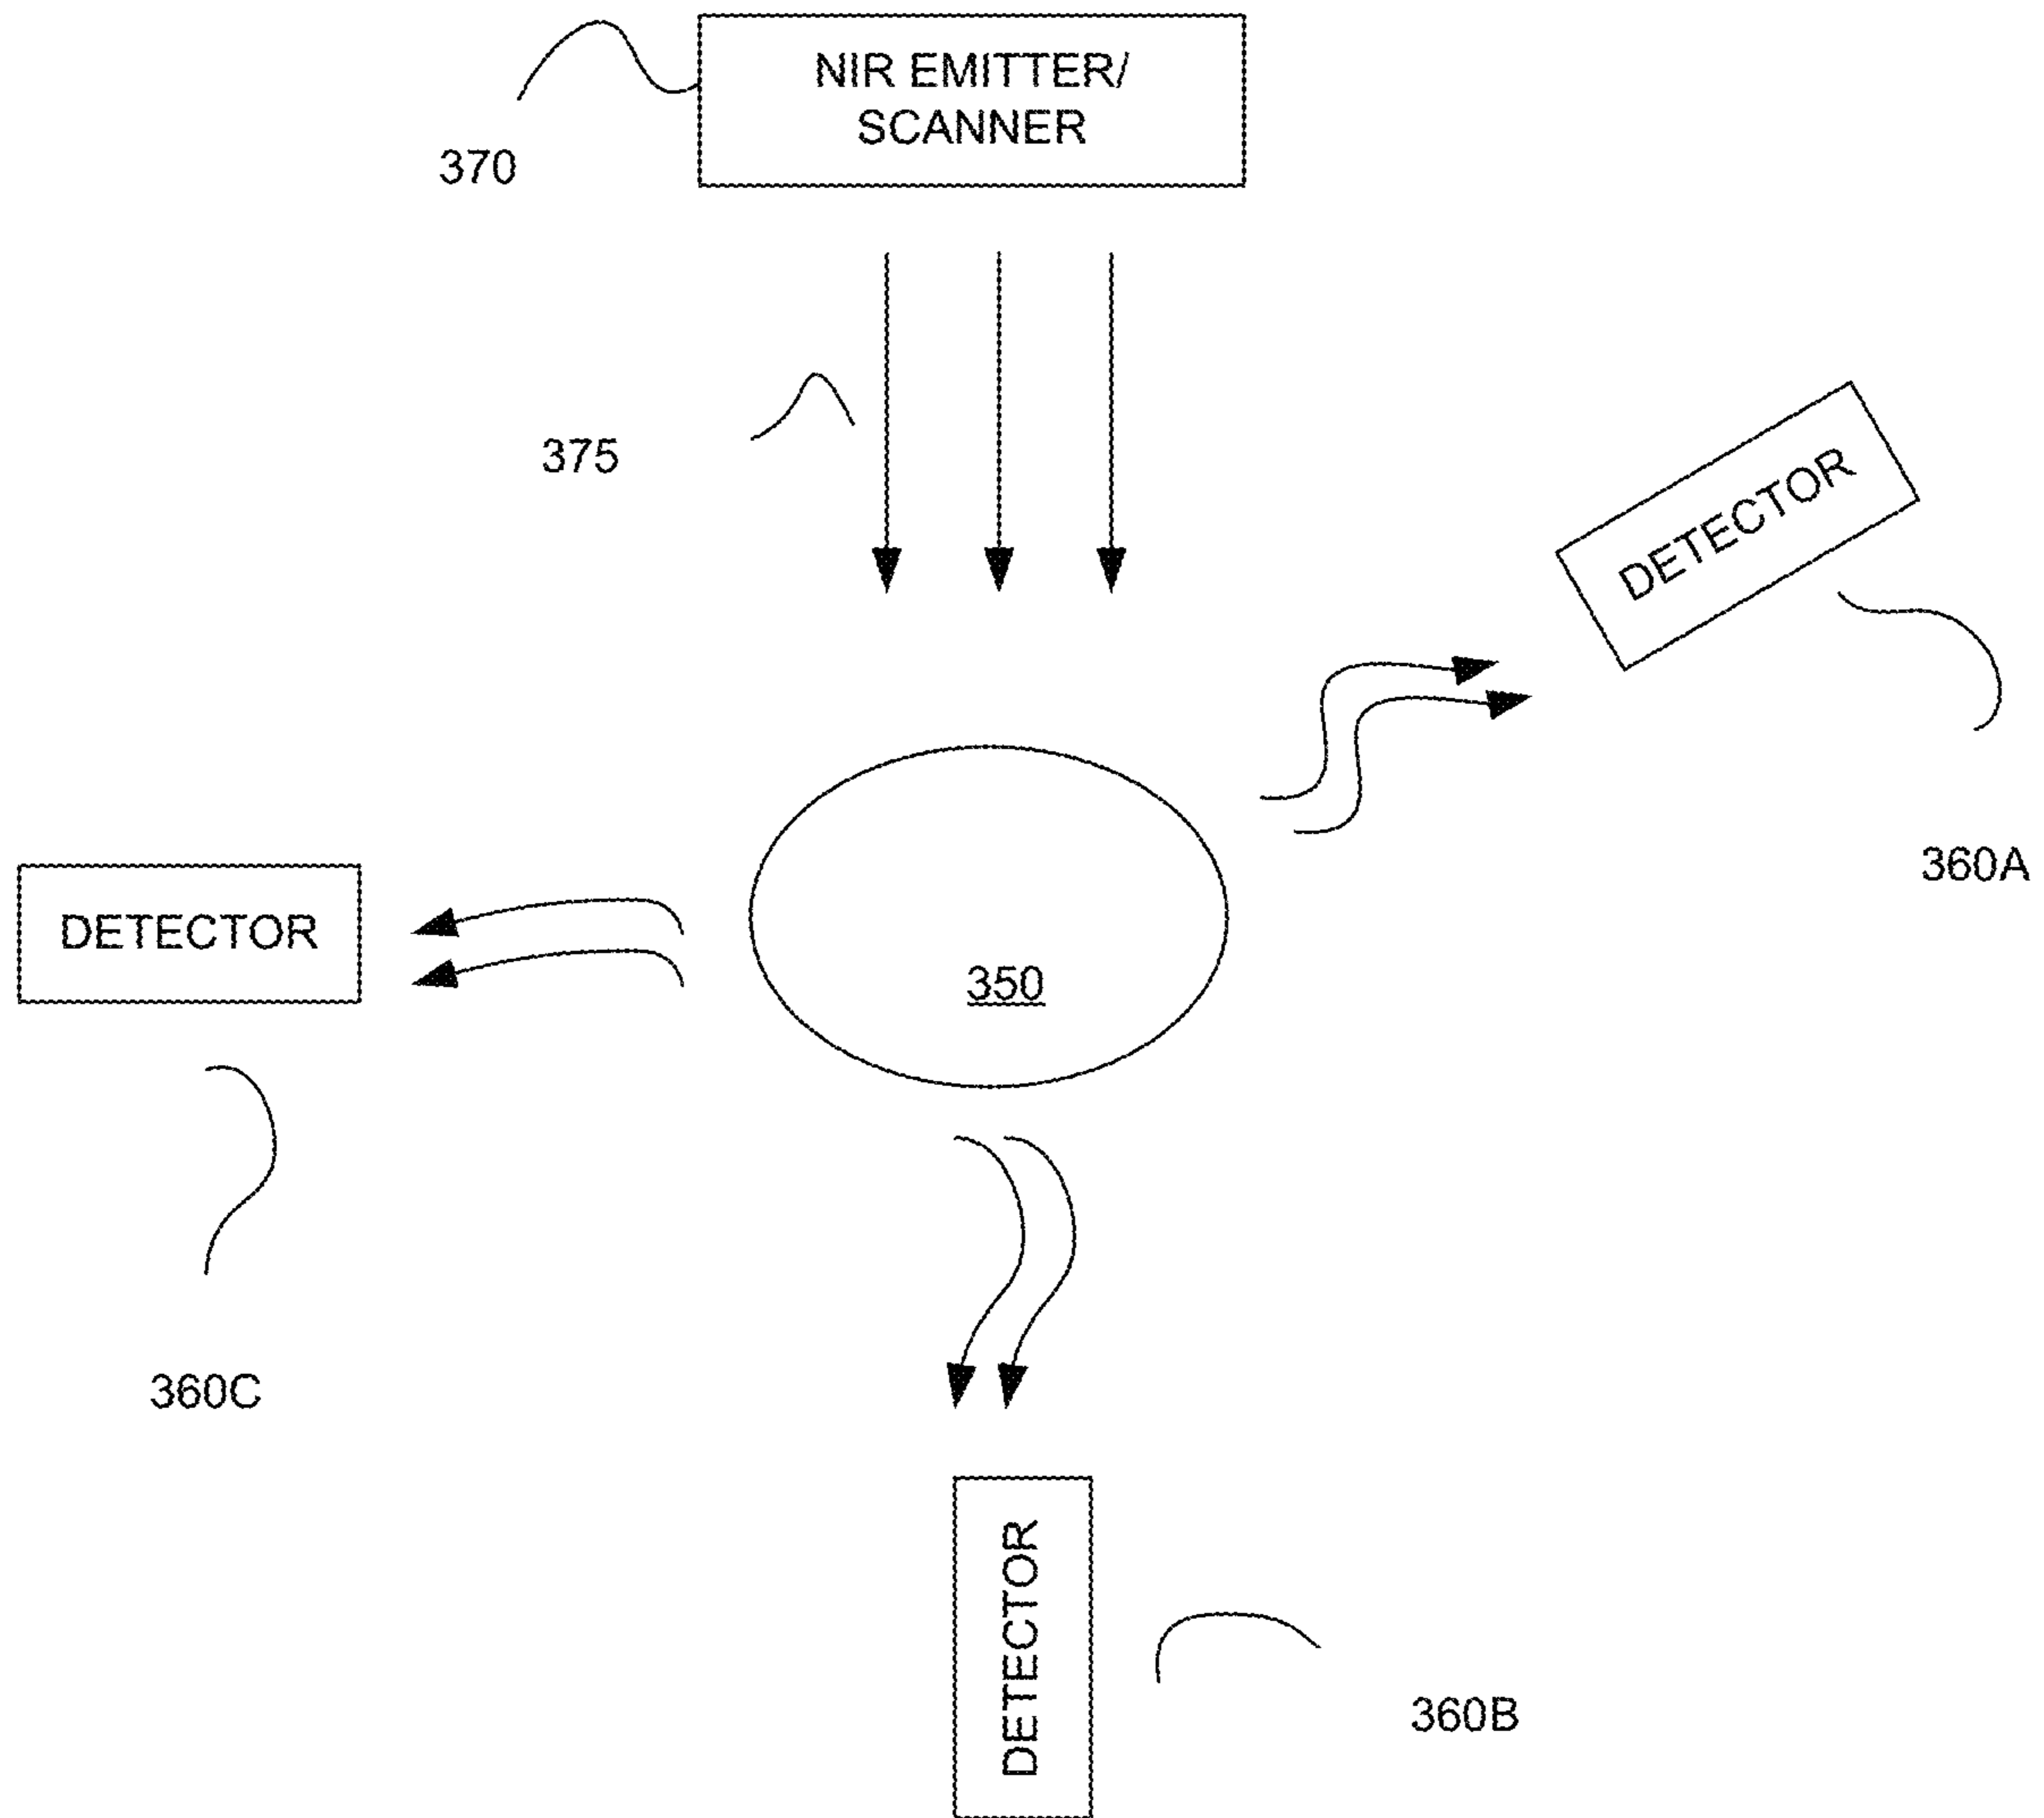 NIR EMITTER/
SCANNER
370
375
DETECTOR
360A
DETECTOR
350
360C
DETECTOR
360B